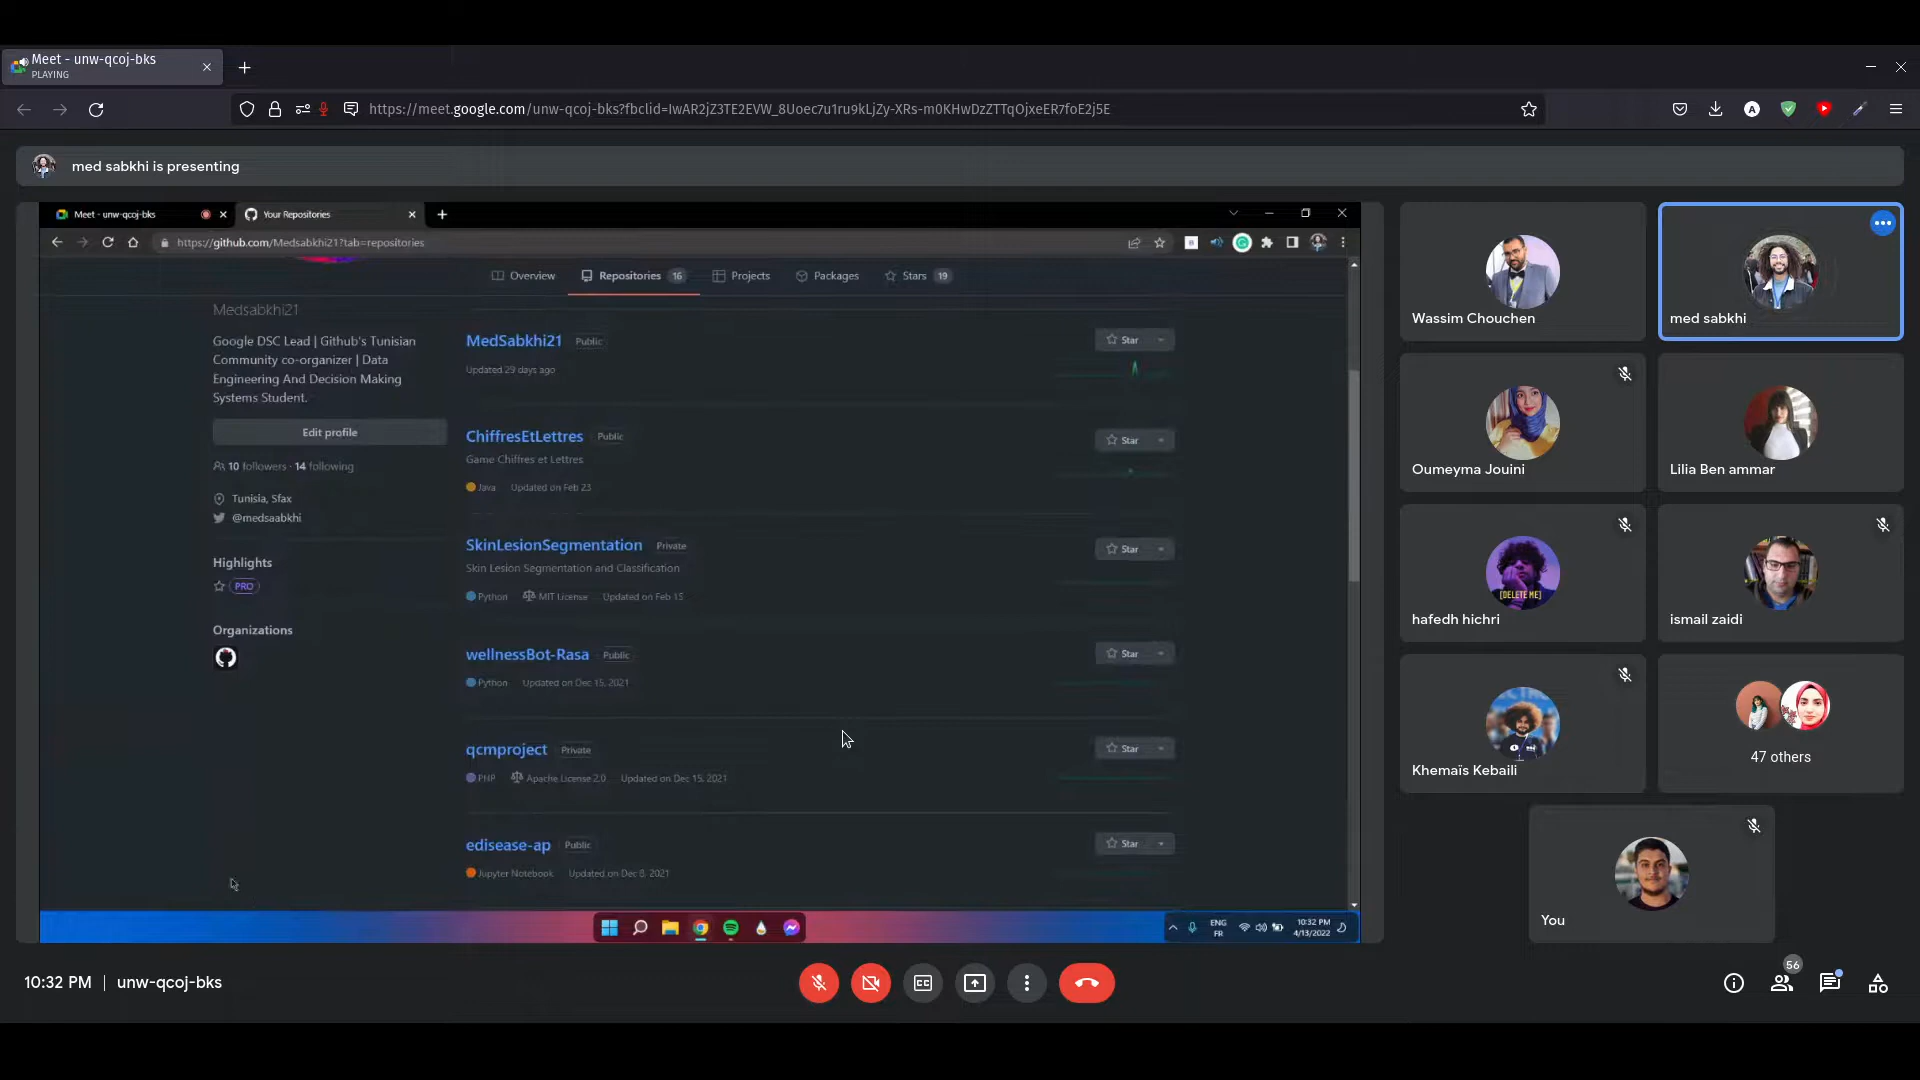 Meet - unw-qcoj-bks
PLAYING
https://meet.google.com/unw-qcoj-bks?fbclid=IwAR2jZ3TE2EVW_8Uoec7u1ru9kLjZy-XRs-m0KHwDzZTTqOjxeER7foE2j5E
A
med sabkhi is presenting
Meet - unw-qcoj-bks
Your Repositories
https://github.com/Medsabkhi21?tab=repositories
Overview
Repositories 16
Projects
Packages
Stars 19
Medsabkhi21
Google DSC Lead | Github's Tunisian
Community co-organizer | Data
Engineering And Decision Making
Systems Student.
Edit profile
10 followers · 14 following
Tunisia, Sfax
@medsaabkhi
Highlights
PRO
Organizations
MedSabkhi21 Public
Star
Updated 29 days ago
ChiffresEtLettres Public
Star
Game Chiffres et Lettres
Java Updated on Feb 23
SkinLesionSegmentation Private
Star
Skin Lesion Segmentation and Classification
Python MIT License Updated on Feb 15
wellnessBot-Rasa Public
Star
Python Updated on Dec 15, 2021
qcmproject Private
Star
PHP Apache License 2.0 Updated on Dec 15, 2021
edisease-ap Public
Star
Jupyter Notebook Updated on Dec 8, 2021
ENG
FR
10:32 PM
4/13/2022
Wassim Chouchen
med sabkhi
Oumeyma Jouini
Lilia Ben ammar
[DELETE ME]
hafedh hichri
ismail zaidi
Khemaïs Kebaili
47 others
You
10:32 PM | unw-qcoj-bks
56